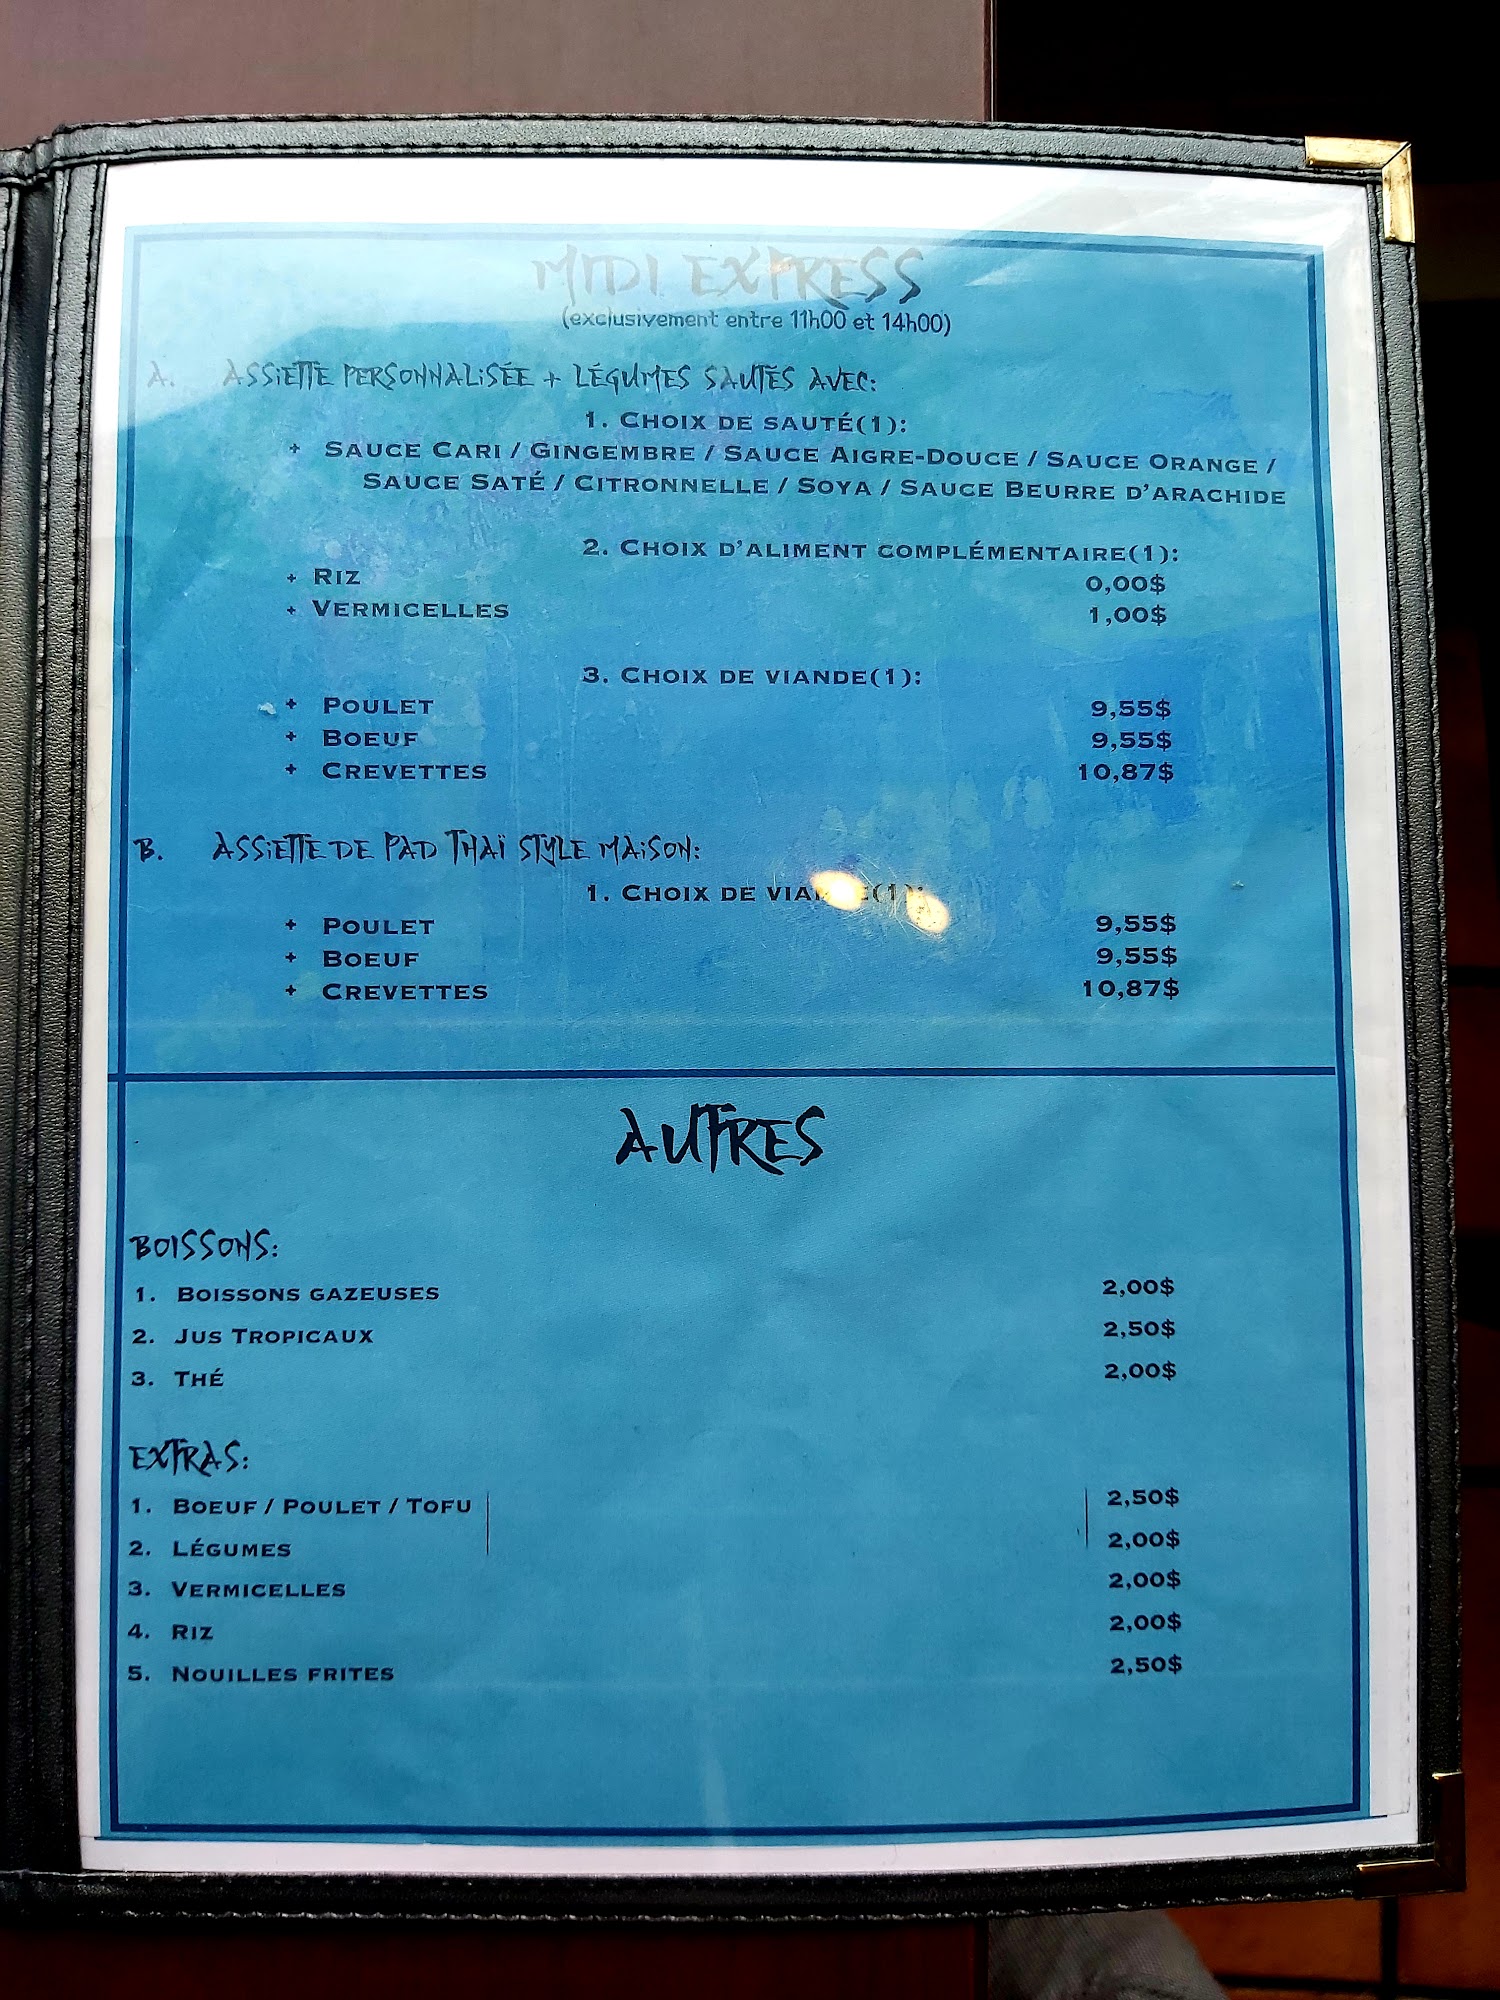 MIDI EXPRESS
(exclusivement entre 11h00 et 14h00)
A. ASSIETTE PERSONNALISÉE + LÉGUMES SAUTÉS AVEC:
1. CHOIX DE SAUTÉ(1):
+ SAUCE CARI / GINGEMBRE / SAUCE AIGRE-DOUCE / SAUCE ORANGE /
SAUCE SATÉ / CITRONNELLE / SOYA / SAUCE BEURRE D'ARACHIDE
2. CHOIX D'ALIMENT COMPLÉMENTAIRE(1):
+ RIZ 0,00$
+ VERMICELLES 1,00$
3. CHOIX DE VIANDE(1):
+ POULET 9,55$
+ BOEUF 9,55$
+ CREVETTES 10,87$
B. ASSIETTE DE PAD THAÏ STYLE MAISON:
1. CHOIX DE VIANDE(1):
+ POULET 9,55$
+ BOEUF 9,55$
+ CREVETTES 10,87$
AUTRES
BOISSONS:
1. BOISSONS GAZEUSES 2,00$
2. JUS TROPICAUX 2,50$
3. THÉ 2,00$
EXTRAS:
1. BOEUF / POULET / TOFU 2,50$
2. LÉGUMES 2,00$
3. VERMICELLES 2,00$
4. RIZ 2,00$
5. NOUILLES FRITES 2,50$